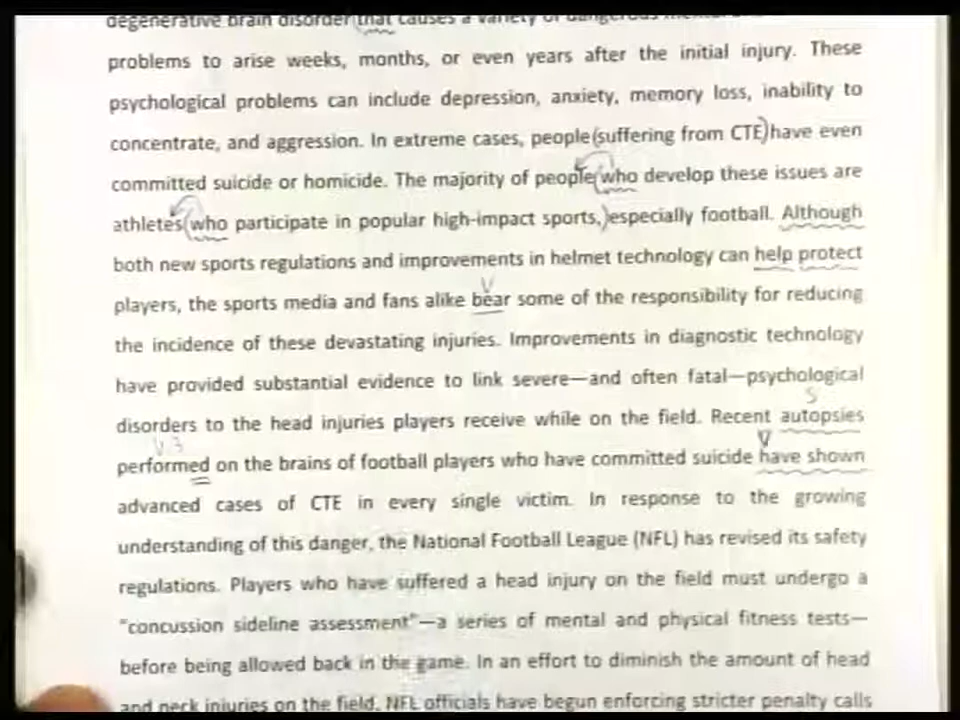 degenerative brain disorder that causes a variety of dangerous
problems to arise weeks, months, or even years after the initial injury. These
psychological problems can include depression, anxiety, memory loss, inability to
concentrate, and aggression. In extreme cases, people (suffering from CTE) have even
committed suicide or homicide. The majority of people (who develop these issues are
athletes (who participate in popular high-impact sports,) especially football. Although
both new sports regulations and improvements in helmet technology can help protect
V
players, the sports media and fans alike bear some of the responsibility for reducing
the incidence of these devastating injuries. Improvements in diagnostic technology
have provided substantial evidence to link severe—and often fatal—psychological
S
disorders to the head injuries players receive while on the field. Recent autopsies
V.3 V
performed on the brains of football players who have committed suicide have shown
advanced cases of CTE in every single victim. In response to the growing
understanding of this danger, the National Football League (NFL) has revised its safety
regulations. Players who have suffered a head injury on the field must undergo a
"concussion sideline assessment"—a series of mental and physical fitness tests—
before being allowed back in the game. In an effort to diminish the amount of head
and neck injuries on the field, NFL officials have begun enforcing stricter penalty calls